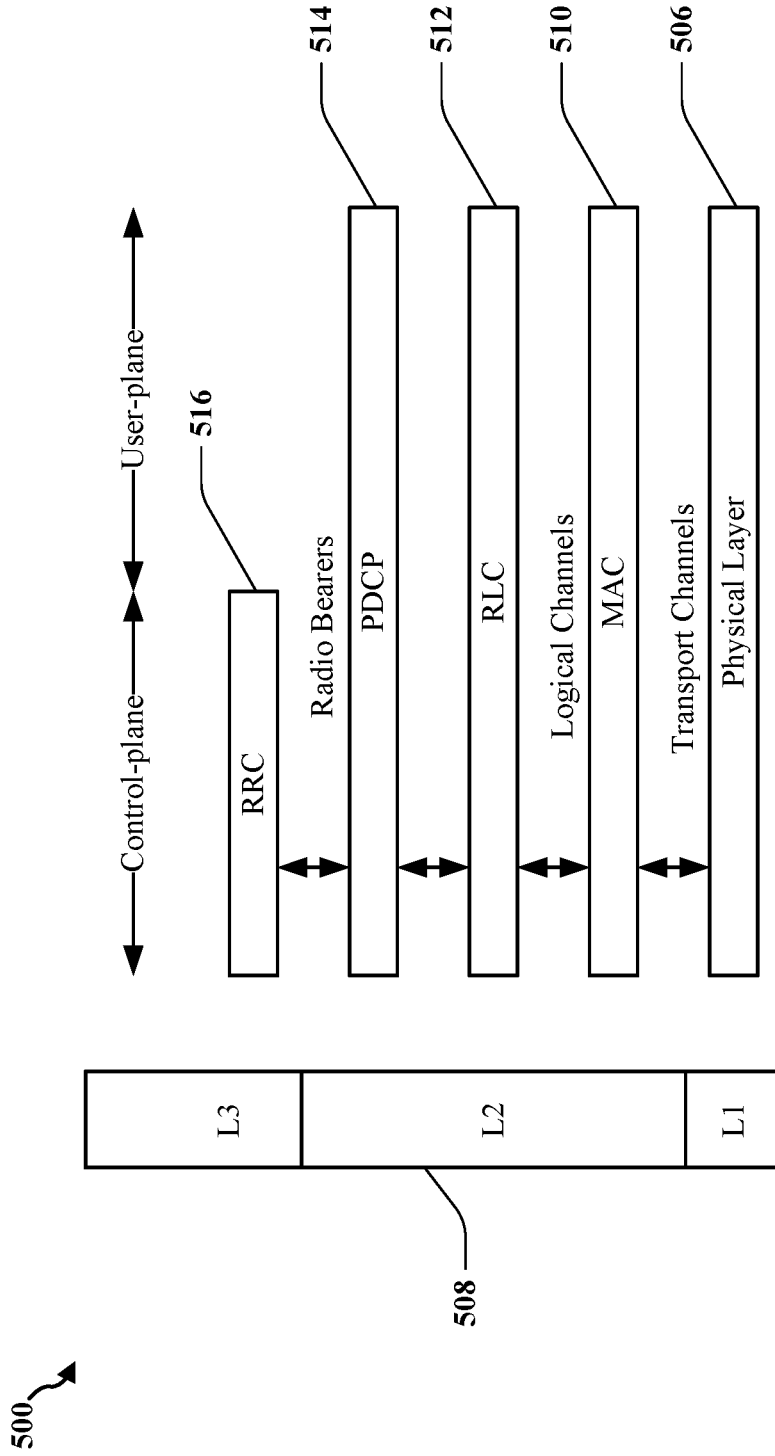 500
Control-plane
User-plane
516
RRC
Radio Bearers
514
PDCP
512
RLC
Logical Channels
510
MAC
Transport Channels
506
Physical Layer
L3
L2
L1
508